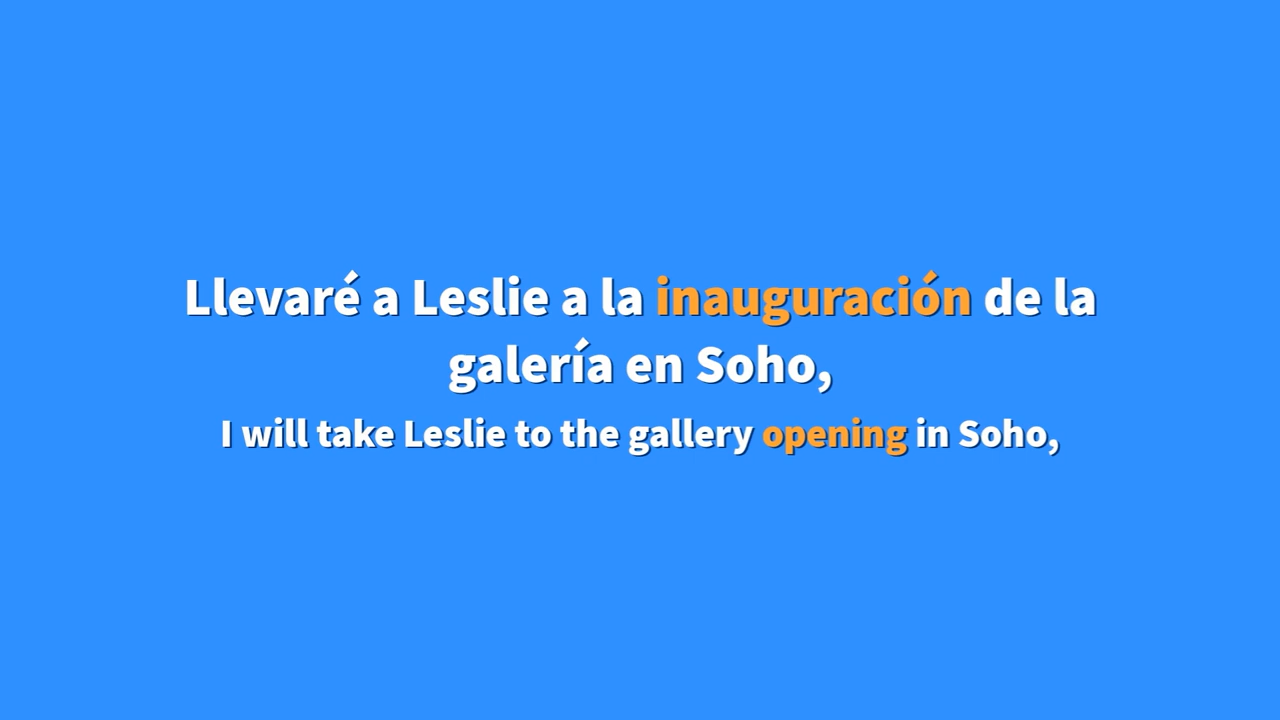 Llevaré a Leslie a la inauguración de la
galería en Soho,
I will take Leslie to the gallery opening in Soho,